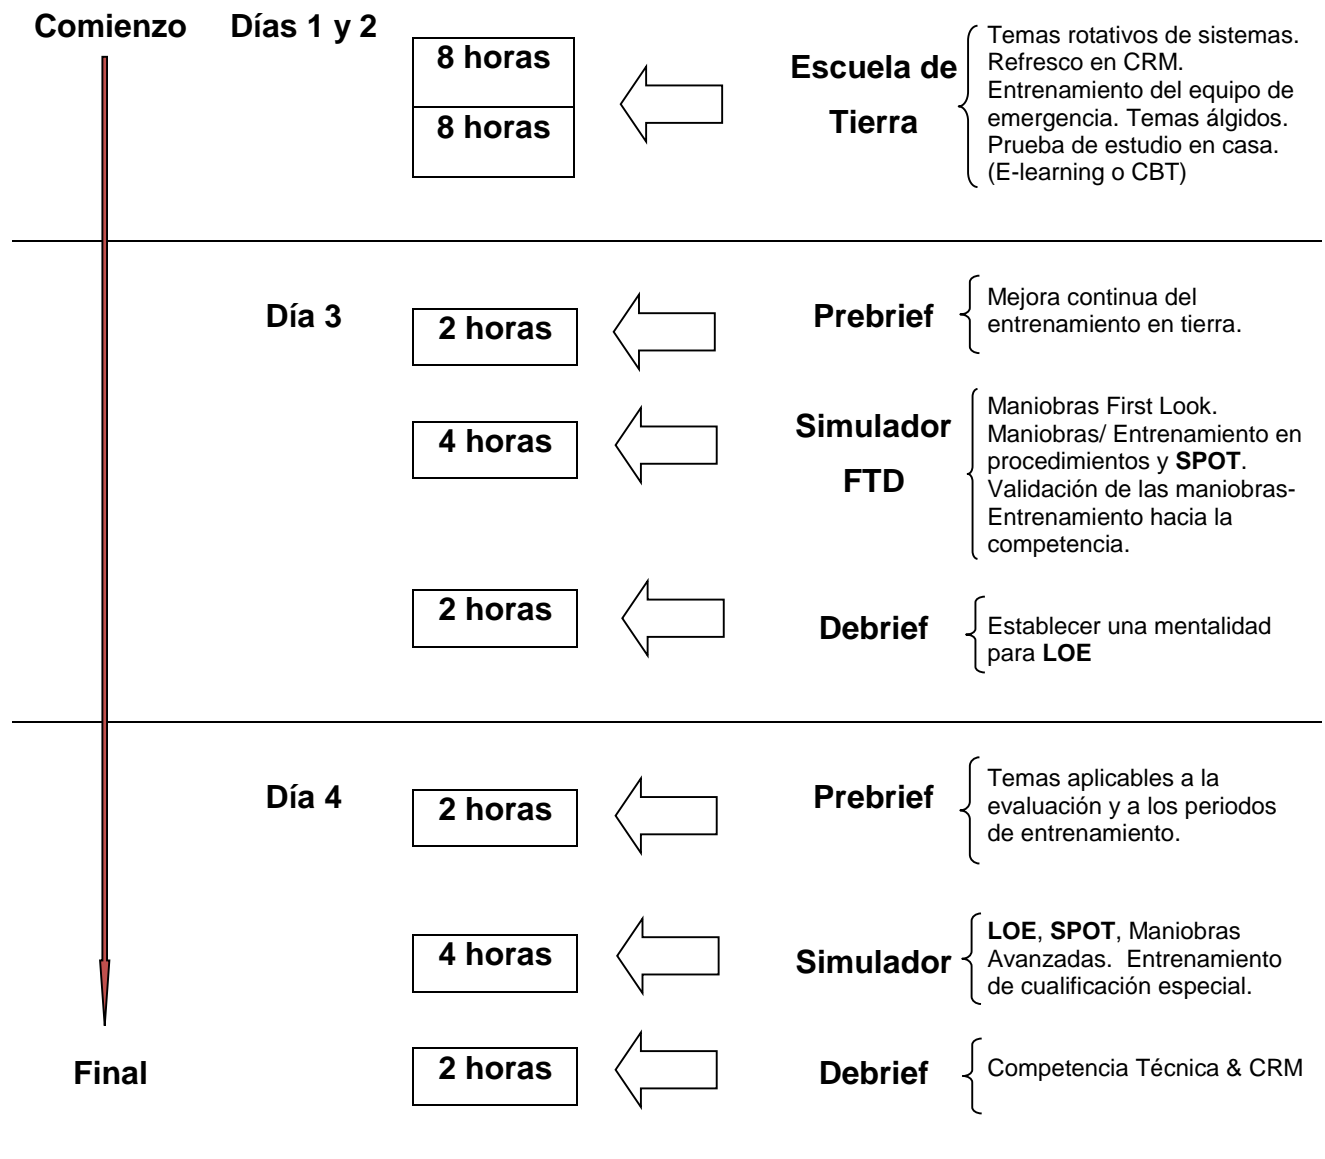 Comienzo
Días 1 y 2
8 horas
8 horas
Escuela de
Tierra
Temas rotativos de sistemas.
Refresco en CRM.
Entrenamiento del equipo de
emergencia. Temas álgidos.
Prueba de estudio en casa.
(E-learning o CBT)
Día 3
2 horas
Prebrief
Mejora continua del
entrenamiento en tierra.
4 horas
Simulador
FTD
Maniobras First Look.
Maniobras/ Entrenamiento en
procedimientos y SPOT.
Validación de las maniobras-
Entrenamiento hacia la
competencia.
2 horas
Debrief
Establecer una mentalidad
para LOE
Día 4
2 horas
Prebrief
Temas aplicables a la
evaluación y a los periodos
de entrenamiento.
4 horas
Simulador
LOE, SPOT, Maniobras
Avanzadas.  Entrenamiento
de cualificación especial.
Final
2 horas
Debrief
Competencia Técnica & CRM